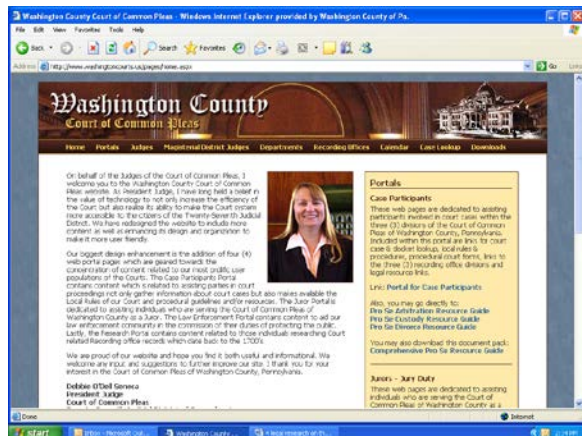 Washington County Court of Common Pleas - Windows Internet Explorer provided by Washington County of Pa.
File Edit View Favorites Tools Help
Back Search Favorites
Address http://www.washingtoncourts.us/pages/home.aspx Go Links
Washington County
Court of Common Pleas
Home Portals Judges Magisterial District Judges Departments Recording Offices Calendar Case Lookup Downloads
On behalf of the Judges of the Court of Common Pleas, I
welcome you to the Washington County Court of Common
Pleas website. As President Judge, I have long held a belief in
the value of technology to not only increase the efficiency of
the Court but also realize its ability to make the Court system
more accessible to the citizens of the Twenty-Seventh Judicial
District. We have redesigned the website to include more
content as well as enhancing its design and organization to
make it more user friendly.
Our biggest design enhancement is the addition of four (4)
web portal pages which are geared towards the
concentration of content related to our most prolific user
populations of the Courts. The Case Participants Portal
contains content which is related to assisting parties in court
proceedings not only gather information about court cases but also makes available the
Local Rules of our Court and procedural guidelines and/or resources. The Juror Portal is
dedicated to assisting individuals who are serving the Court of Common Pleas of
Washington County as a Juror. The Law Enforcement Portal contains content to aid our
law enforcement community in the commission of their duties of protecting the public.
Lastly, the Research Portal contains content related to those individuals researching Court
related Recording office records which date back to the 1700's.
We are proud of our website and hope you find it both useful and informational. We
welcome any input and suggestions to further improve our site. I thank you for your
interest in the Court of Common Pleas of Washington County, Pennsylvania.
Debbie O'Dell Seneca
President Judge
Court of Common Pleas
Portals
Case Participants
These web pages are dedicated to assisting
participants involved in court cases within the
three (3) divisions of the Court of Common
Pleas of Washington County, Pennsylvania.
Included within this portal are links for court
case & docket lookup, local rules &
procedures, procedural court forms, links to
the three (3) recording office divisions and
legal resource links.
Link: Portal for Case Participants
Also, you may go directly to:
Pro Se Arbitration Resource Guide
Pro Se Custody Resource Guide
Pro Se Divorce Resource Guide
You may also download this document pack:
Comprehensive Pro Se Resource Guide
Jurors - Jury Duty
These web pages are dedicated to assisting
individuals who are serving the Court of
Common Pleas of Washington County as a
Done Internet
start Inbox - Microsoft Out... Washington County ...